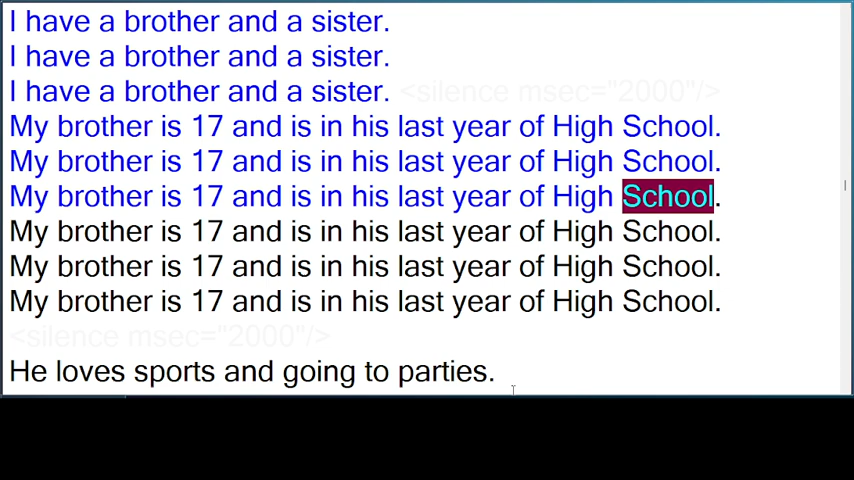 I have a brother and a sister.
I have a brother and a sister.
I have a brother and a sister. <silence msec="2000"/>
My brother is 17 and is in his last year of High School.
My brother is 17 and is in his last year of High School.
My brother is 17 and is in his last year of High School.
My brother is 17 and is in his last year of High School.
My brother is 17 and is in his last year of High School.
My brother is 17 and is in his last year of High School.
<silence msec="2000"/>
He loves sports and going to parties.